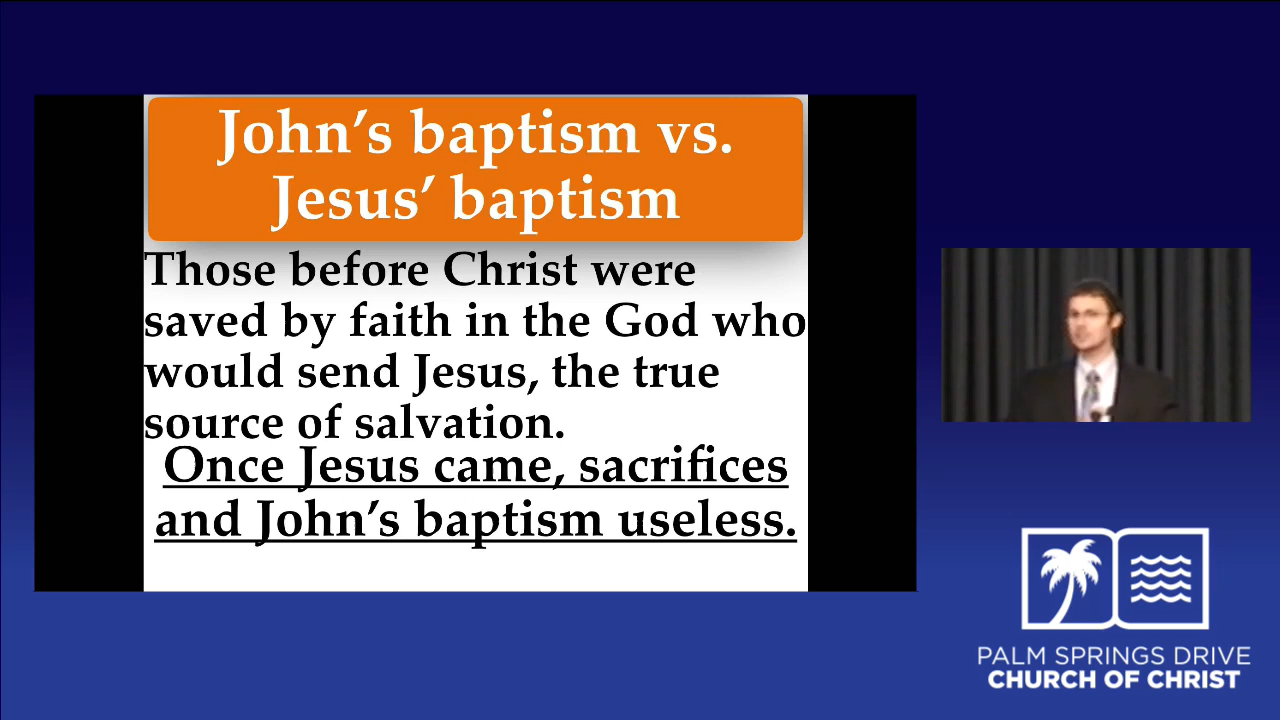 John’s baptism vs.
Jesus’ baptism
Those before Christ were
saved by faith in the God who
would send Jesus, the true
source of salvation.
Once Jesus came, sacrifices
and John’s baptism useless.
PALM SPRINGS DRIVE
CHURCH OF CHRIST